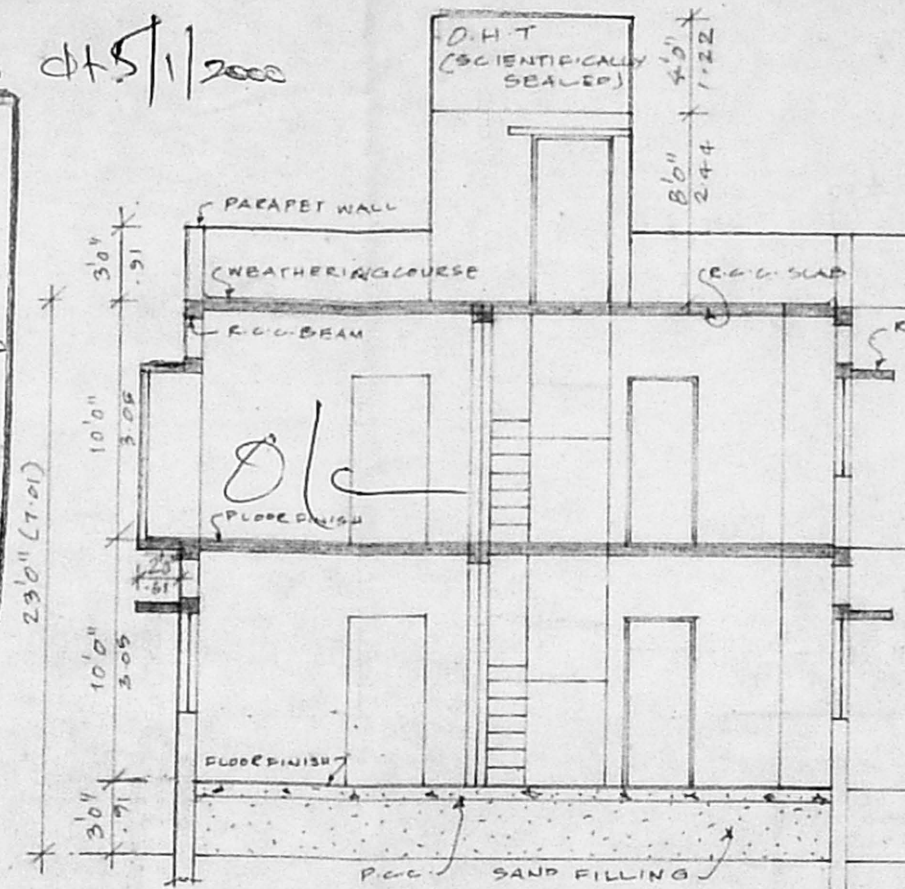 dt.5/1/2000
O.H.T
(SCIENTIFICALLY
SEALED)
4'0"
1.22
8'0"
2.44
PARAPET WALL
3'0"
.91
WEATHERING COURSE
R.C.C. SLAB
R.C.C. BEAM
R
10'0"
3.05
FLOOR FINISH
23'0" (7.01)
2'0"
.61
10'0"
3.05
FLOOR FINISH
3'0"
.91
P.C.C.
SAND FILLING